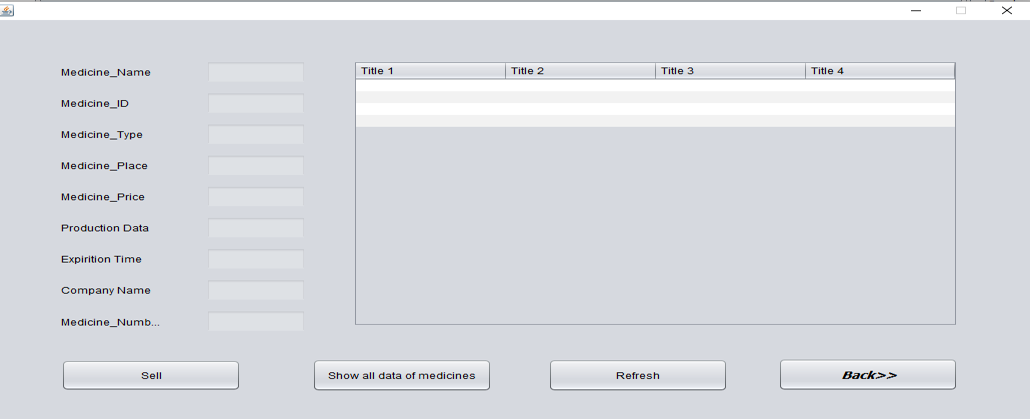 Medicine_Name
Medicine_ID
Medicine_Type
Medicine_Place
Medicine_Price
Production Data
Expirition Time
Company Name
Medicine_Numb...
Title 1 Title 2 Title 3 Title 4
Sell Show all data of medicines Refresh Back>>